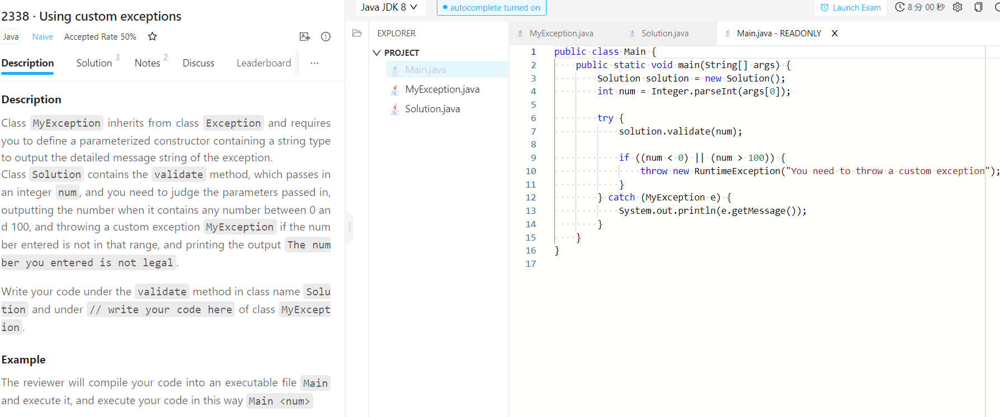 2338 · Using custom exceptions
Java Naive Accepted Rate 50%
Description Solution 3 Notes 2 Discuss Leaderboard ...
Description
Class MyException inherits from class Exception and requires
you to define a parameterized constructor containing a string type
to output the detailed message string of the exception.
Class Solution contains the validate method, which passes in
an integer num, and you need to judge the parameters passed in,
outputting the number when it contains any number between 0 an
d 100, and throwing a custom exception MyException if the num
ber entered is not in that range, and printing the output The num
ber you entered is not legal.
Write your code under the validate method in class name Solu
tion and under // write your code here of class MyExcept
ion.
Example
The reviewer will compile your code into an executable file Main
and execute it, and execute your code in this way Main <num>
Java JDK 8 autocomplete turned on Launch Exam 8 分 00 秒
EXPLORER
PROJECT
Main.java
MyException.java
Solution.java
MyException.java Solution.java Main.java - READONLY X
1 public class Main {
2 public static void main(String[] args) {
3 Solution solution = new Solution();
4 int num = Integer.parseInt(args[0]);
5
6 try {
7 solution.validate(num);
8
9 if ((num < 0) || (num > 100)) {
10 throw new RuntimeException("You need to throw a custom exception");
11 }
12 } catch (MyException e) {
13 System.out.println(e.getMessage());
14 }
15 }
16 }
17